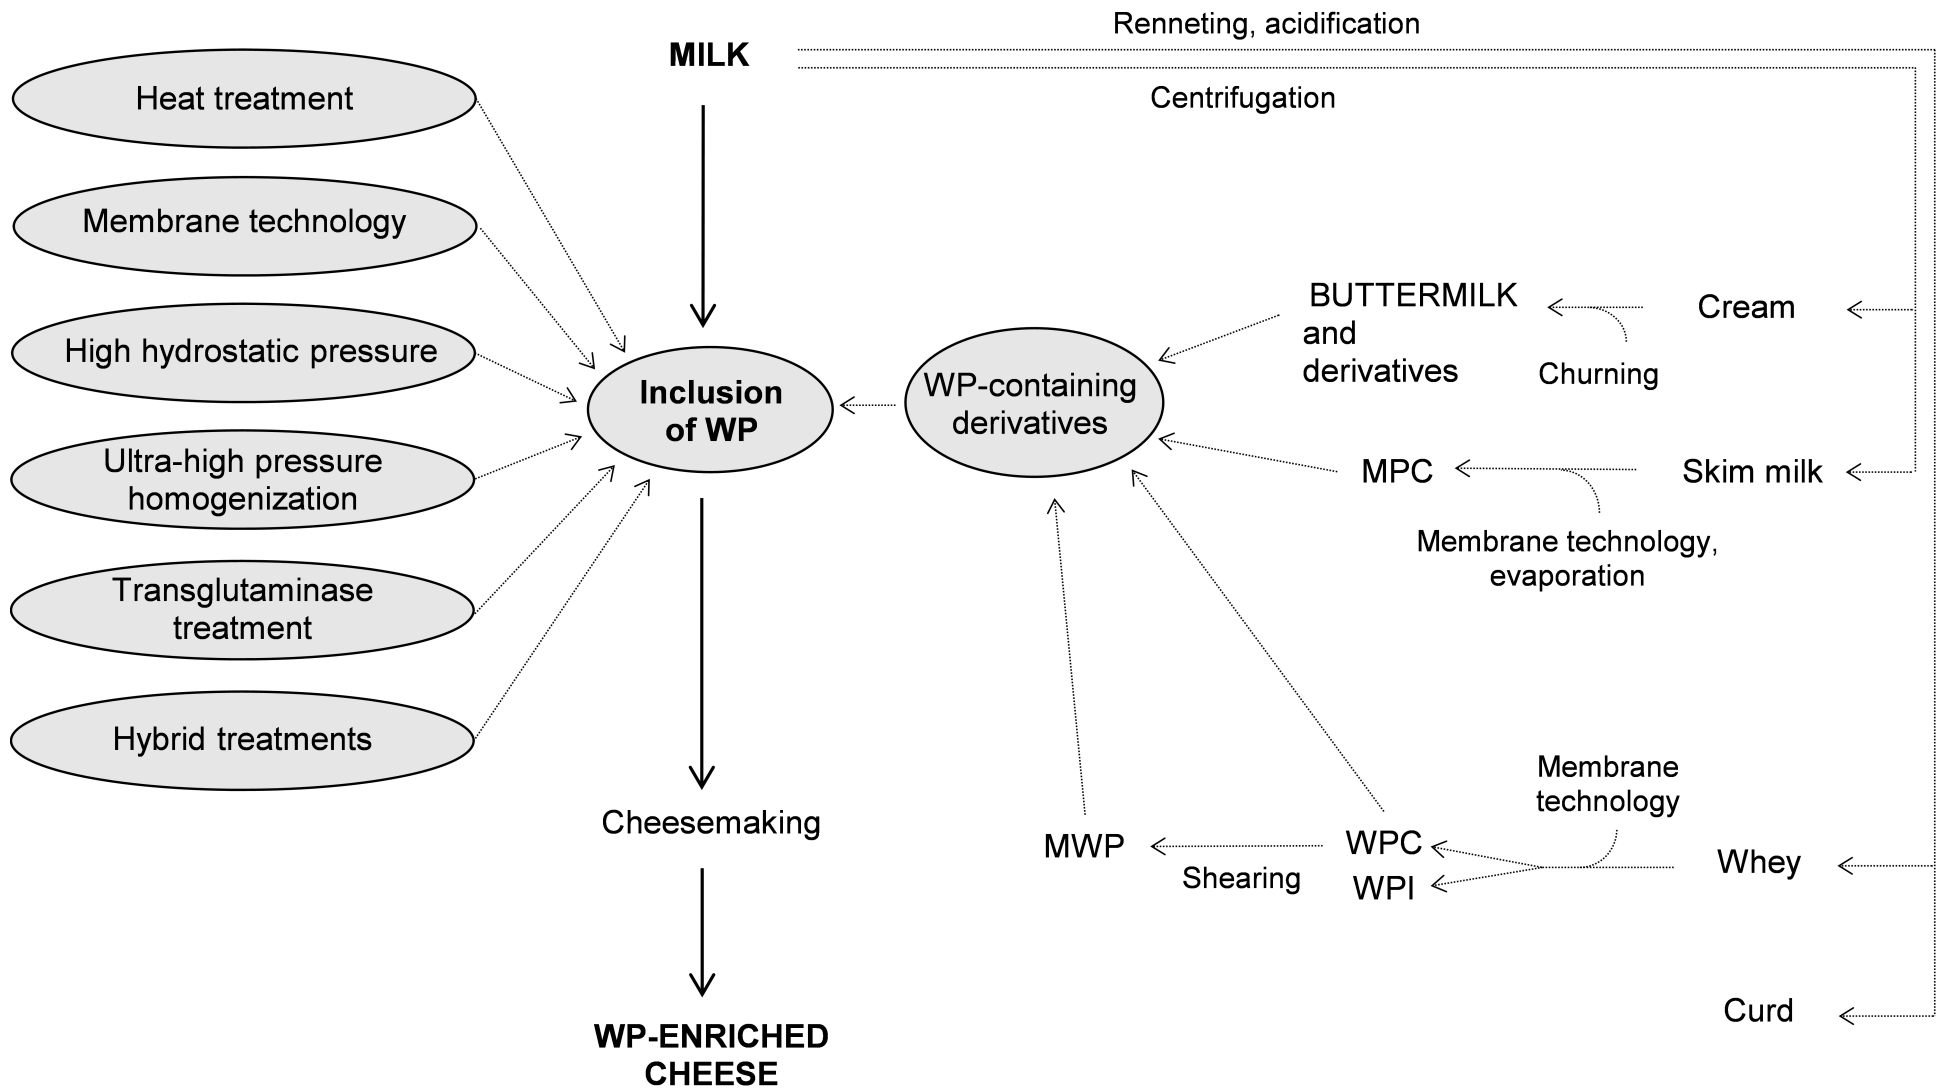 Renneting, acidification
MILK
Centrifugation
Heat treatment
Membrane technology
High hydrostatic pressure
Ultra-high pressure
homogenization
Transglutaminase
treatment
Hybrid treatments
Inclusion
of WP
WP-containing
derivatives
BUTTERMILK
and
derivatives
Cream
Churning
MPC
Skim milk
Membrane technology,
evaporation
Membrane
technology
MWP
Shearing
WPC
WPI
Whey
Curd
Cheesemaking
WP-ENRICHED
CHEESE